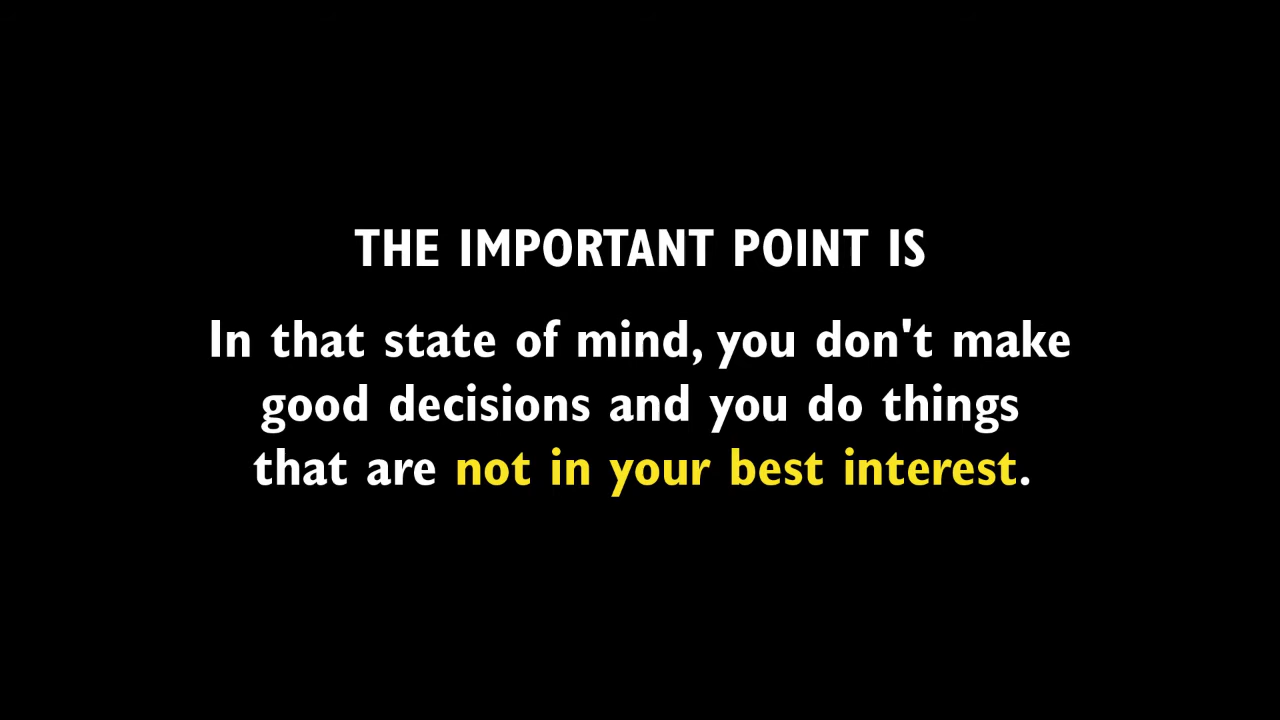 THE IMPORTANT POINT IS
In that state of mind, you don't make
good decisions and you do things
that are not in your best interest.